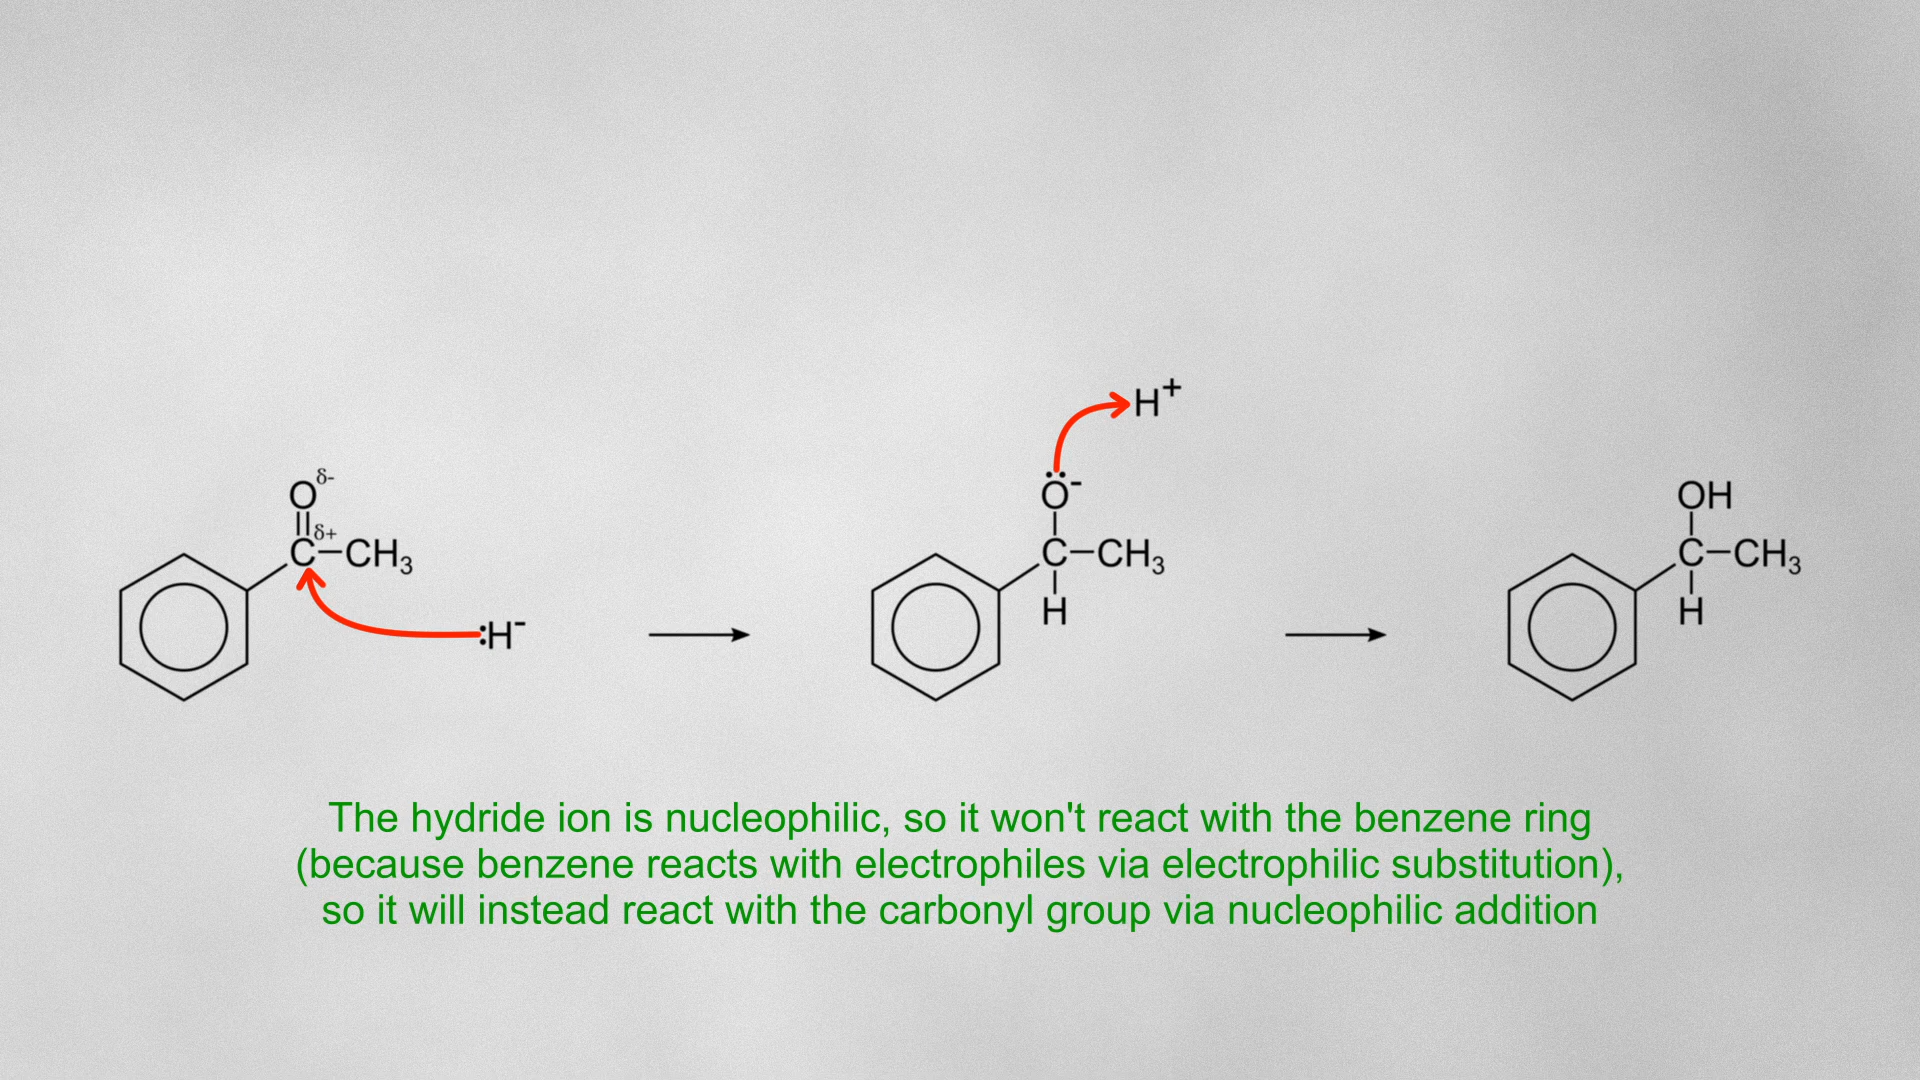 H⁺
O^δ-
C^δ+–CH₃
:H⁻
O⁻
C–CH₃
H
OH
C–CH₃
H
The hydride ion is nucleophilic, so it won't react with the benzene ring
(because benzene reacts with electrophiles via electrophilic substitution),
so it will instead react with the carbonyl group via nucleophilic addition